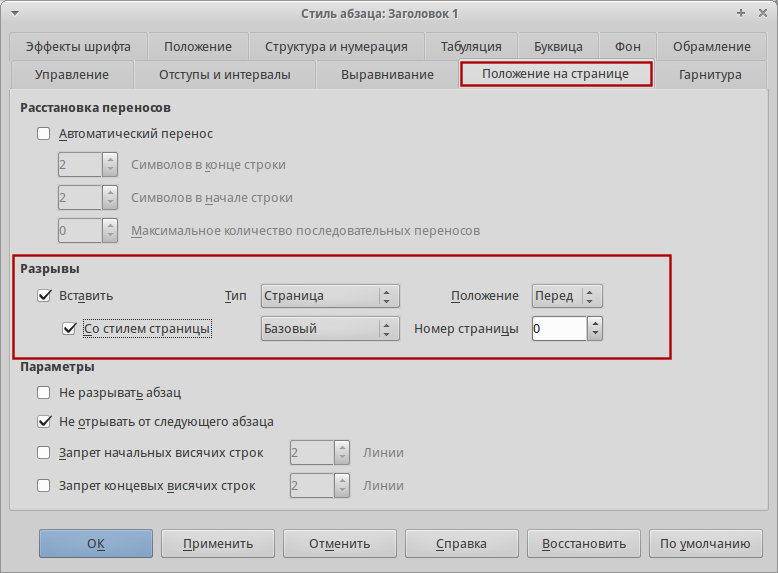 Стиль абзаца: Заголовок 1
Эффекты шрифта Положение Структура и нумерация Табуляция Буквица Фон Обрамление
Управление Отступы и интервалы Выравнивание Положение на странице Гарнитура
Расстановка переносов
Автоматический перенос
2 Символов в конце строки
2 Символов в начале строки
0 Максимальное количество последовательных переносов
Разрывы
Вставить Тип Страница Положение Перед
Со стилем страницы Базовый Номер страницы 0
Параметры
Не разрывать абзац
Не отрывать от следующего абзаца
Запрет начальных висячих строк 2 Линии
Запрет концевых висячих строк 2 Линии
ОК Применить Отменить Справка Восстановить По умолчанию